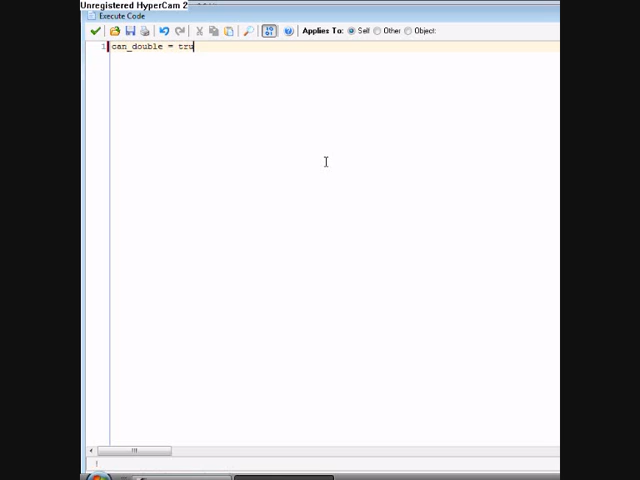 Unregistered HyperCam 2
Execute Code
Applies To: Self Other Object:
1 can_double = tru